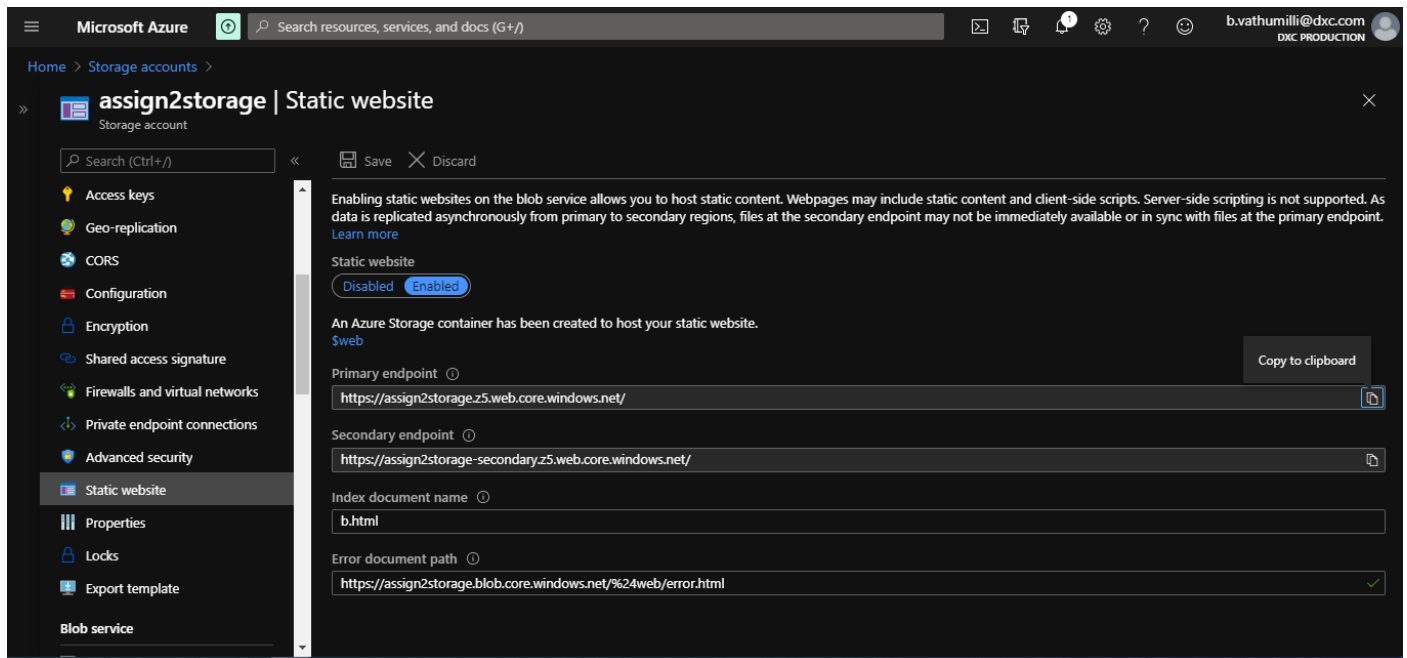 Microsoft Azure
Search resources, services, and docs (G+/)
1
b.vathumilli@dxc.com
DXC PRODUCTION
Home > Storage accounts >
assign2storage | Static website
Storage account
Search (Ctrl+/)
Save
Discard
Access keys
Geo-replication
CORS
Configuration
Encryption
Shared access signature
Firewalls and virtual networks
Private endpoint connections
Advanced security
Static website
Properties
Locks
Export template
Blob service
Enabling static websites on the blob service allows you to host static content. Webpages may include static content and client-side scripts. Server-side scripting is not supported. As
data is replicated asynchronously from primary to secondary regions, files at the secondary endpoint may not be immediately available or in sync with files at the primary endpoint.
Learn more
Static website
Disabled Enabled
An Azure Storage container has been created to host your static website.
$web
Copy to clipboard
Primary endpoint
https://assign2storage.z5.web.core.windows.net/
Secondary endpoint
https://assign2storage-secondary.z5.web.core.windows.net/
Index document name
b.html
Error document path
https://assign2storage.blob.core.windows.net/%24web/error.html